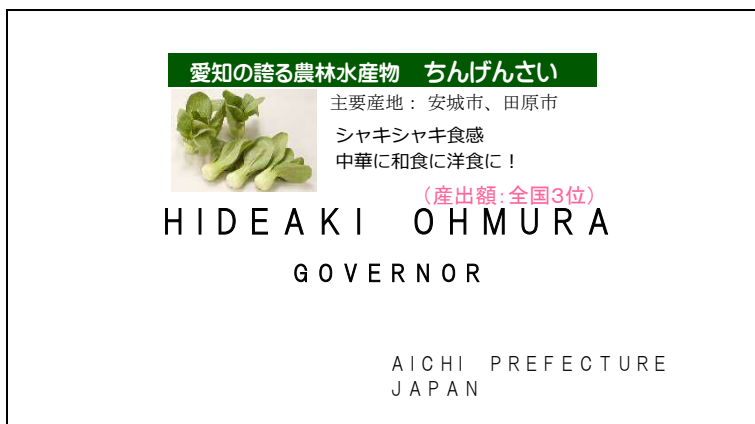 愛知の誇る農林水産物　ちんげんさい
主要産地： 安城市、田原市
シャキシャキ食感
中華に和食に洋食に！
（産出額：全国3位）
HIDEAKI OHMURA
GOVERNOR
AICHI PREFECTURE
JAPAN